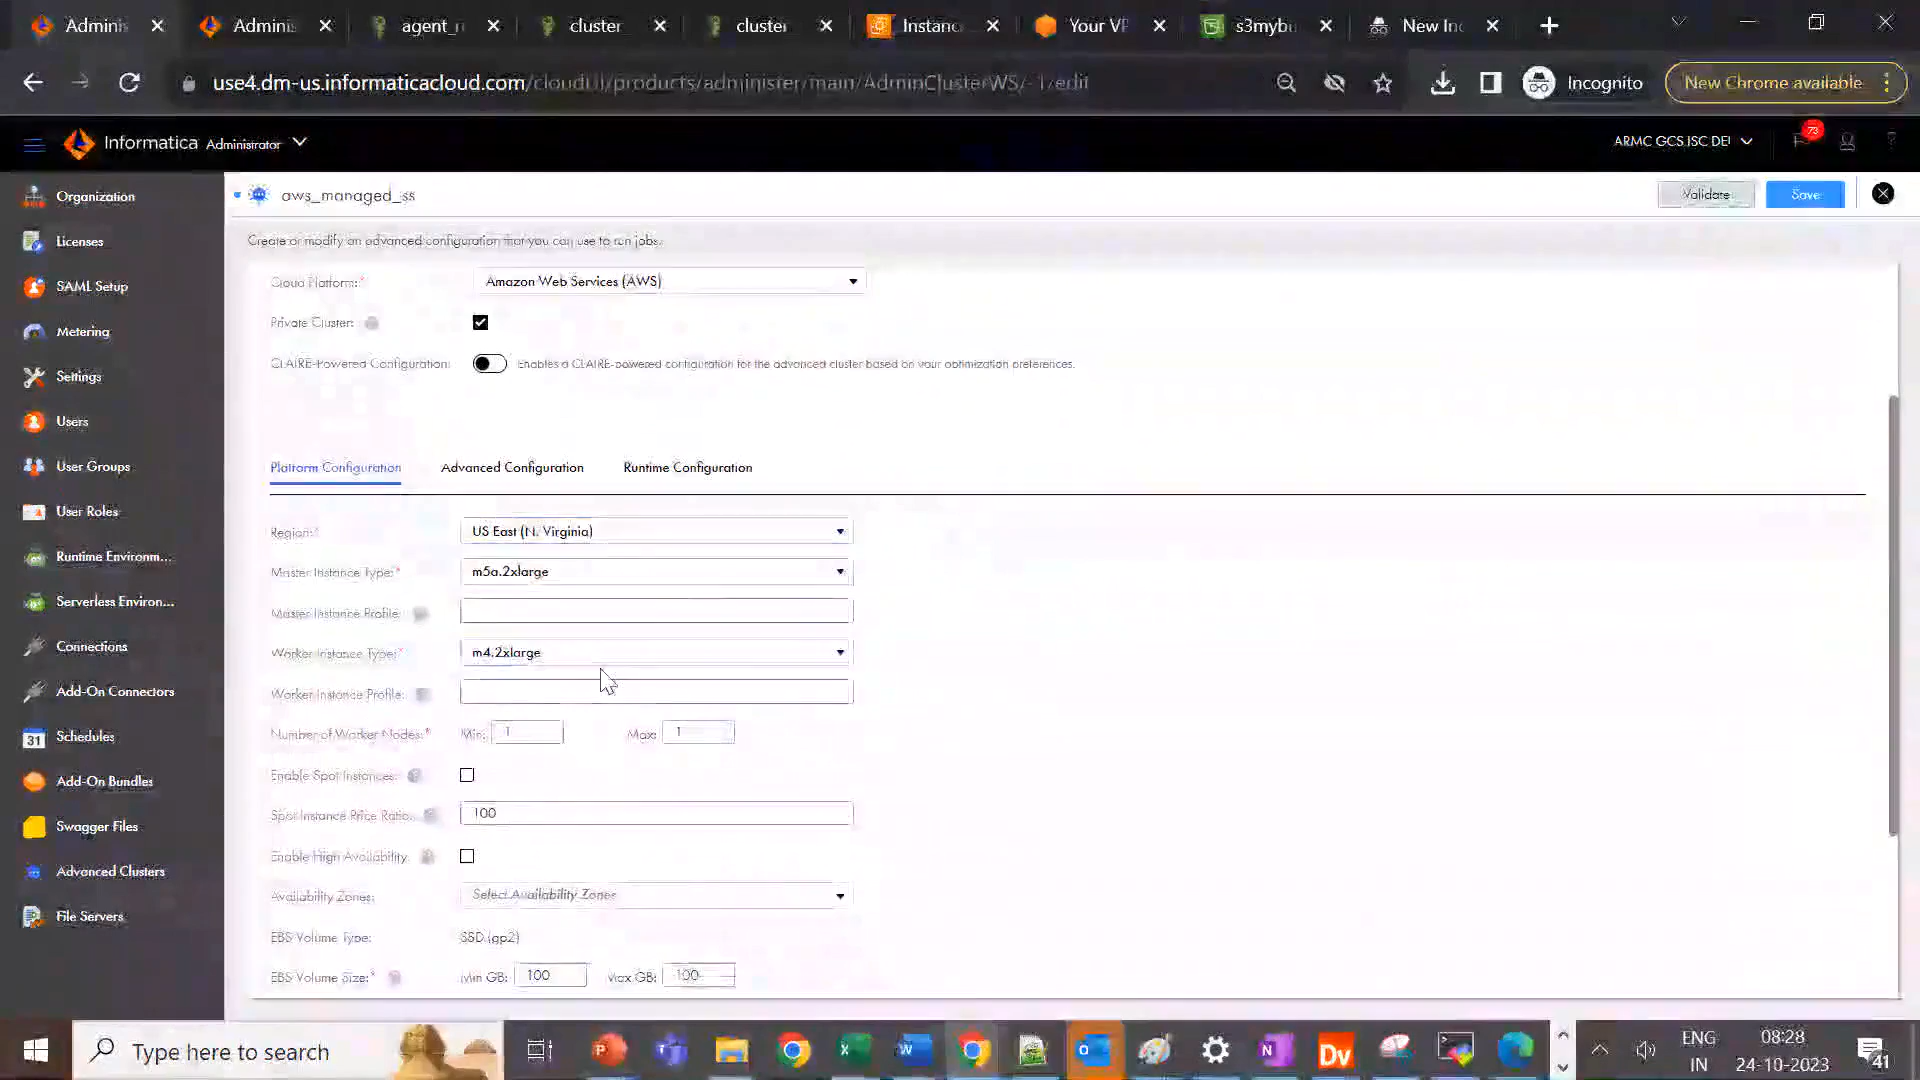 Adminis
Adminis
agent_r
cluster
cluster
Instanc
Your VP
s3mybu
New Inc
use4.dm-us.informaticacloud.com/cloudUI/products/administer/main/AdminClusterWS/-1/edit
Incognito
New Chrome available
Informatica Administrator
ARMC GCS ISC DEI
73
Organization
Licenses
SAML Setup
Metering
Settings
Users
User Groups
User Roles
Runtime Environm...
Serverless Environ...
Connections
Add-On Connectors
31
Schedules
Add-On Bundles
Swagger Files
Advanced Clusters
File Servers
aws_managed_ss
Validate
Save
Create or modify an advanced configuration that you can use to run jobs.
Cloud Platform:*
Amazon Web Services (AWS)
Private Cluster:
CLAIRE-Powered Configuration:
Enables a CLAIRE-powered configuration for the advanced cluster based on your optimization preferences.
Platform Configuration
Advanced Configuration
Runtime Configuration
Region:*
US East (N. Virginia)
Master Instance Type:*
m5a.2xlarge
Master Instance Profile:
Worker Instance Type:*
m4.2xlarge
Worker Instance Profile:
Number of Worker Nodes:*
Min: 1
Max: 1
Enable Spot Instances:
Spot Instance Price Ratio:
100
Enable High Availability:
Availability Zones:
Select Availability Zones
EBS Volume Type:
SSD (gp2)
EBS Volume Size:*
Min GB: 100
Max GB: 100
Type here to search
ENG
IN
08:28
24-10-2023
41